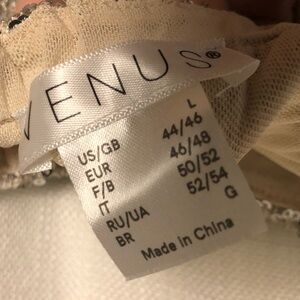 VENUS®
US/GB L
EUR 44/46
F/B 46/48
IT 50/52
RU/UA 52/54
BR G
Made in China